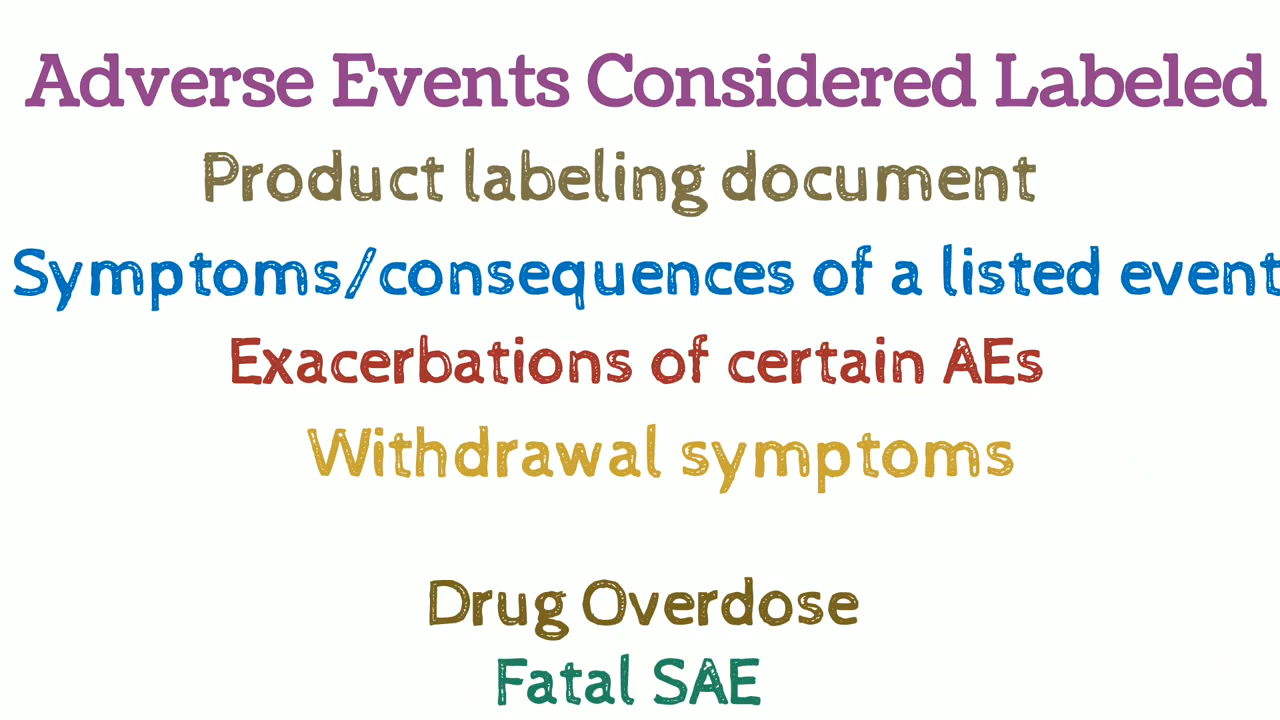 Adverse Events Considered Labeled
Product labeling document
Symptoms/consequences of a listed event
Exacerbations of certain AEs
Withdrawal symptoms
Drug Overdose
Fatal SAE